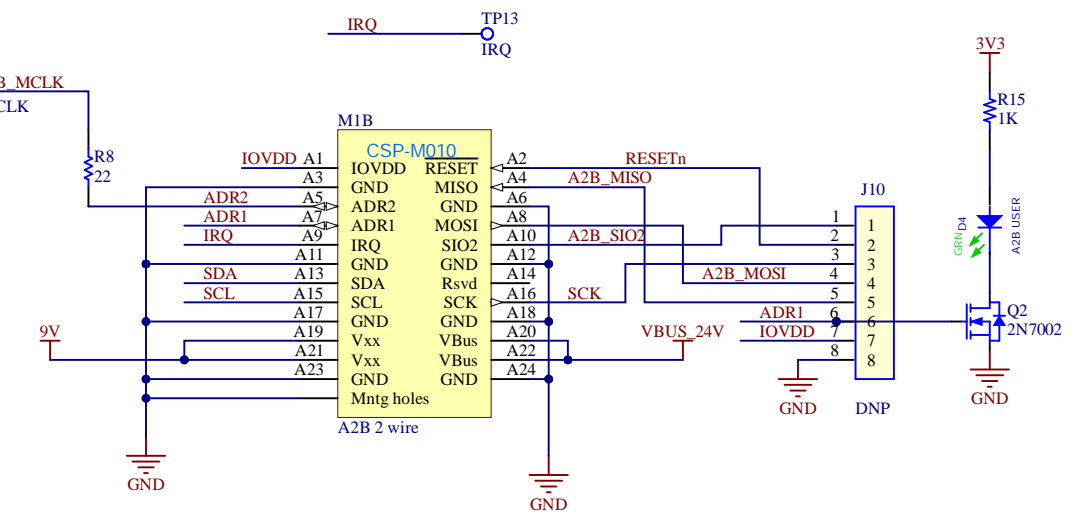 IRQ
TP13
IRQ
B_MCLK
CLK
R8
22
M1B
CSP-M010
IOVDD A1 IOVDD RESET A2 RESETn
A3 GND MISO A4 A2B_MISO
ADR2 A5 ADR2 GND A6
ADR1 A7 ADR1 MOSI A8
IRQ A9 IRQ SIO2 A10 A2B_SIO2
A11 GND GND A12
SDA A13 SDA Rsvd A14
SCL A15 SCL SCK A16 SCK
A17 GND GND A18
9V A19 Vxx VBus A20 VBUS_24V
A21 Vxx VBus A22
A23 GND GND A24
Mntg holes
A2B 2 wire
GND
GND
J10
1 1
2 2
3 3
A2B_MOSI 4 4
5 5
ADR1 6 6
IOVDD 7 7
8 8
GND
DNP
3V3
R15
1K
GRN
D4
A2B USER
Q2
2N7002
GND